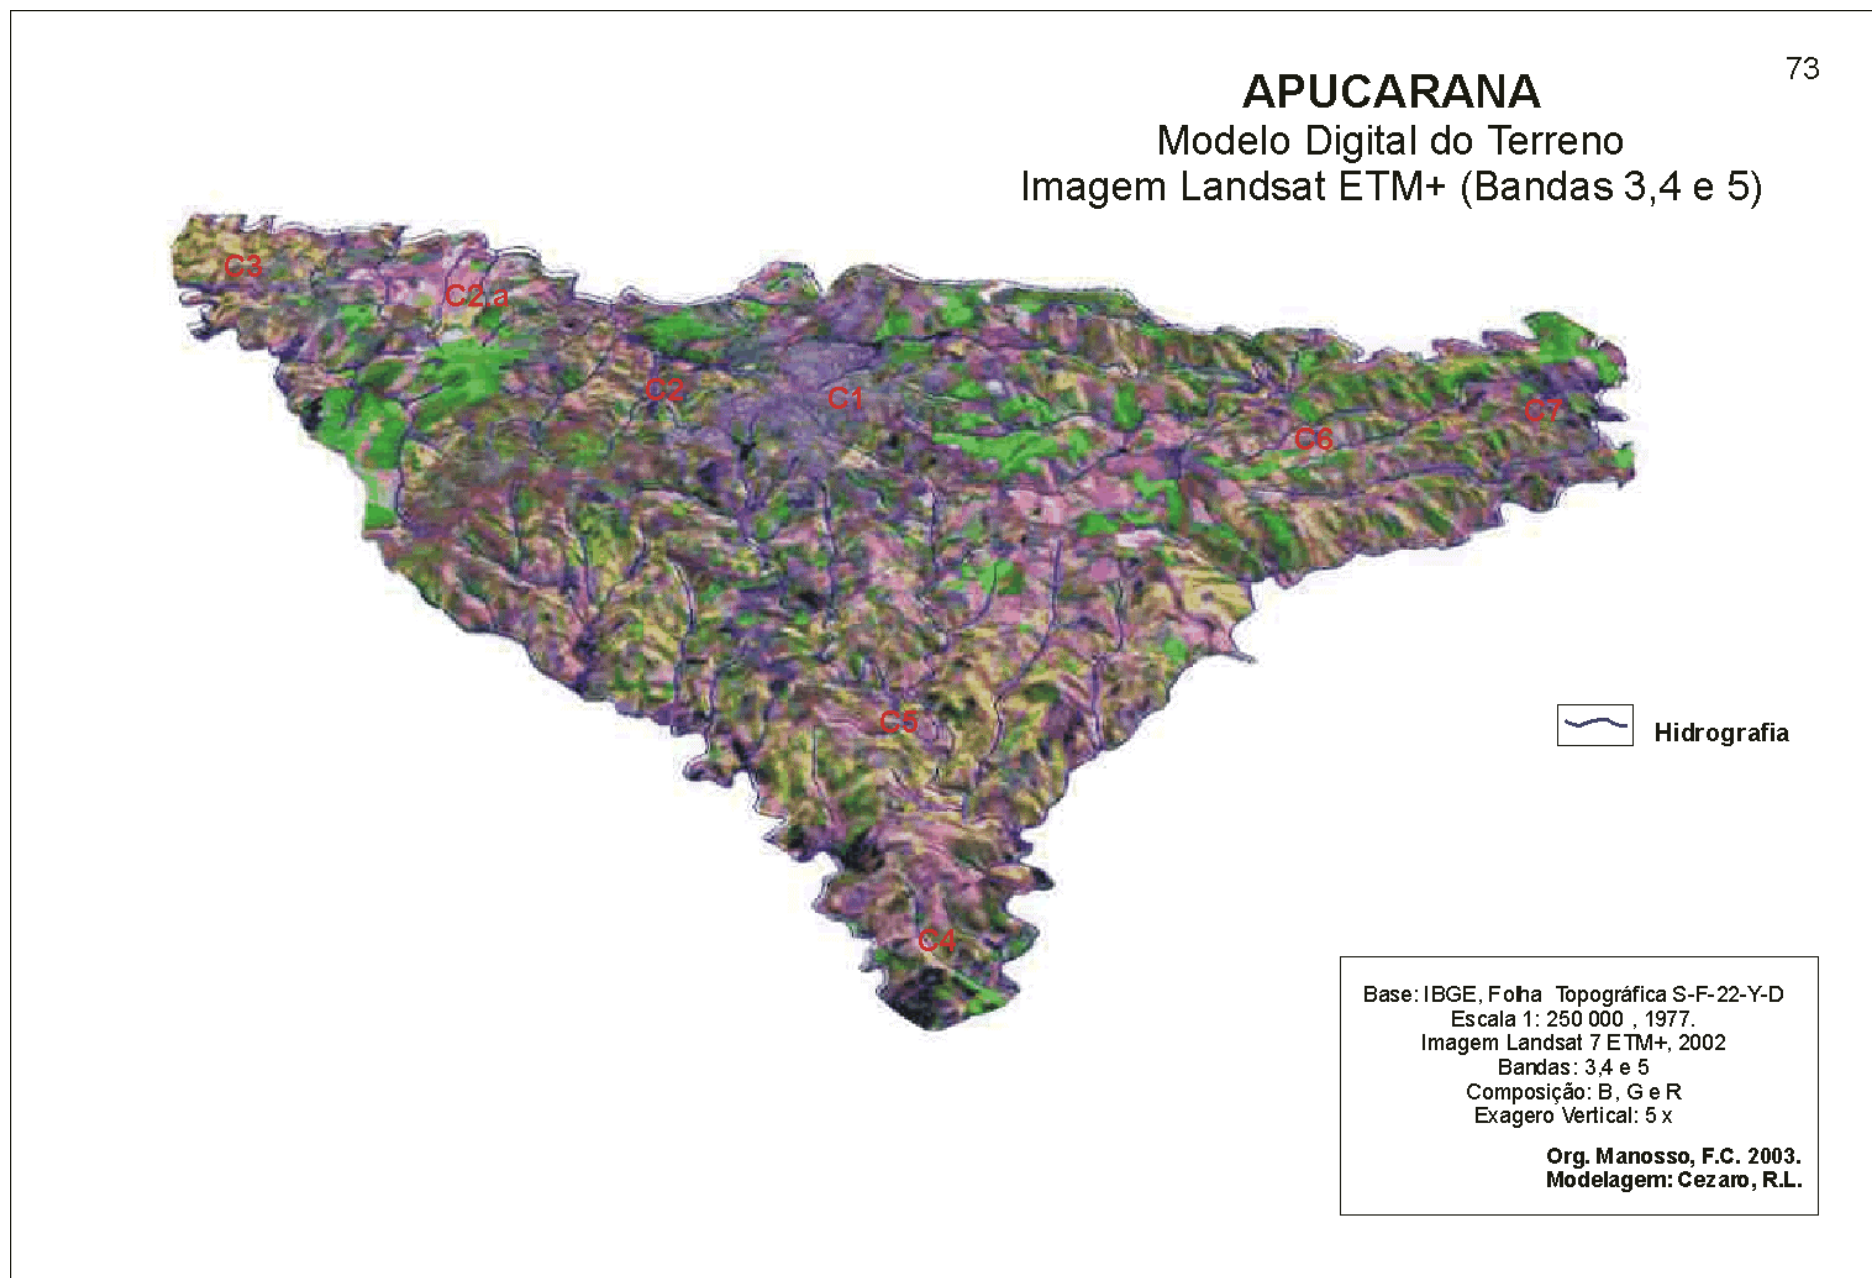 73
APUCARANA
Modelo Digital do Terreno
Imagem Landsat ETM+ (Bandas 3,4 e 5)
C3
C2.a
C2
C1
C7
C6
C5
C4
Hidrografia
Base: IBGE, Folha Topográfica S-F-22-Y-D
Escala 1: 250 000 , 1977.
Imagem Landsat 7 ETM+, 2002
Bandas: 3,4 e 5
Composição: B, G e R
Exagero Vertical: 5 x
Org. Manosso, F.C. 2003.
Modelagem: Cezaro, R.L.